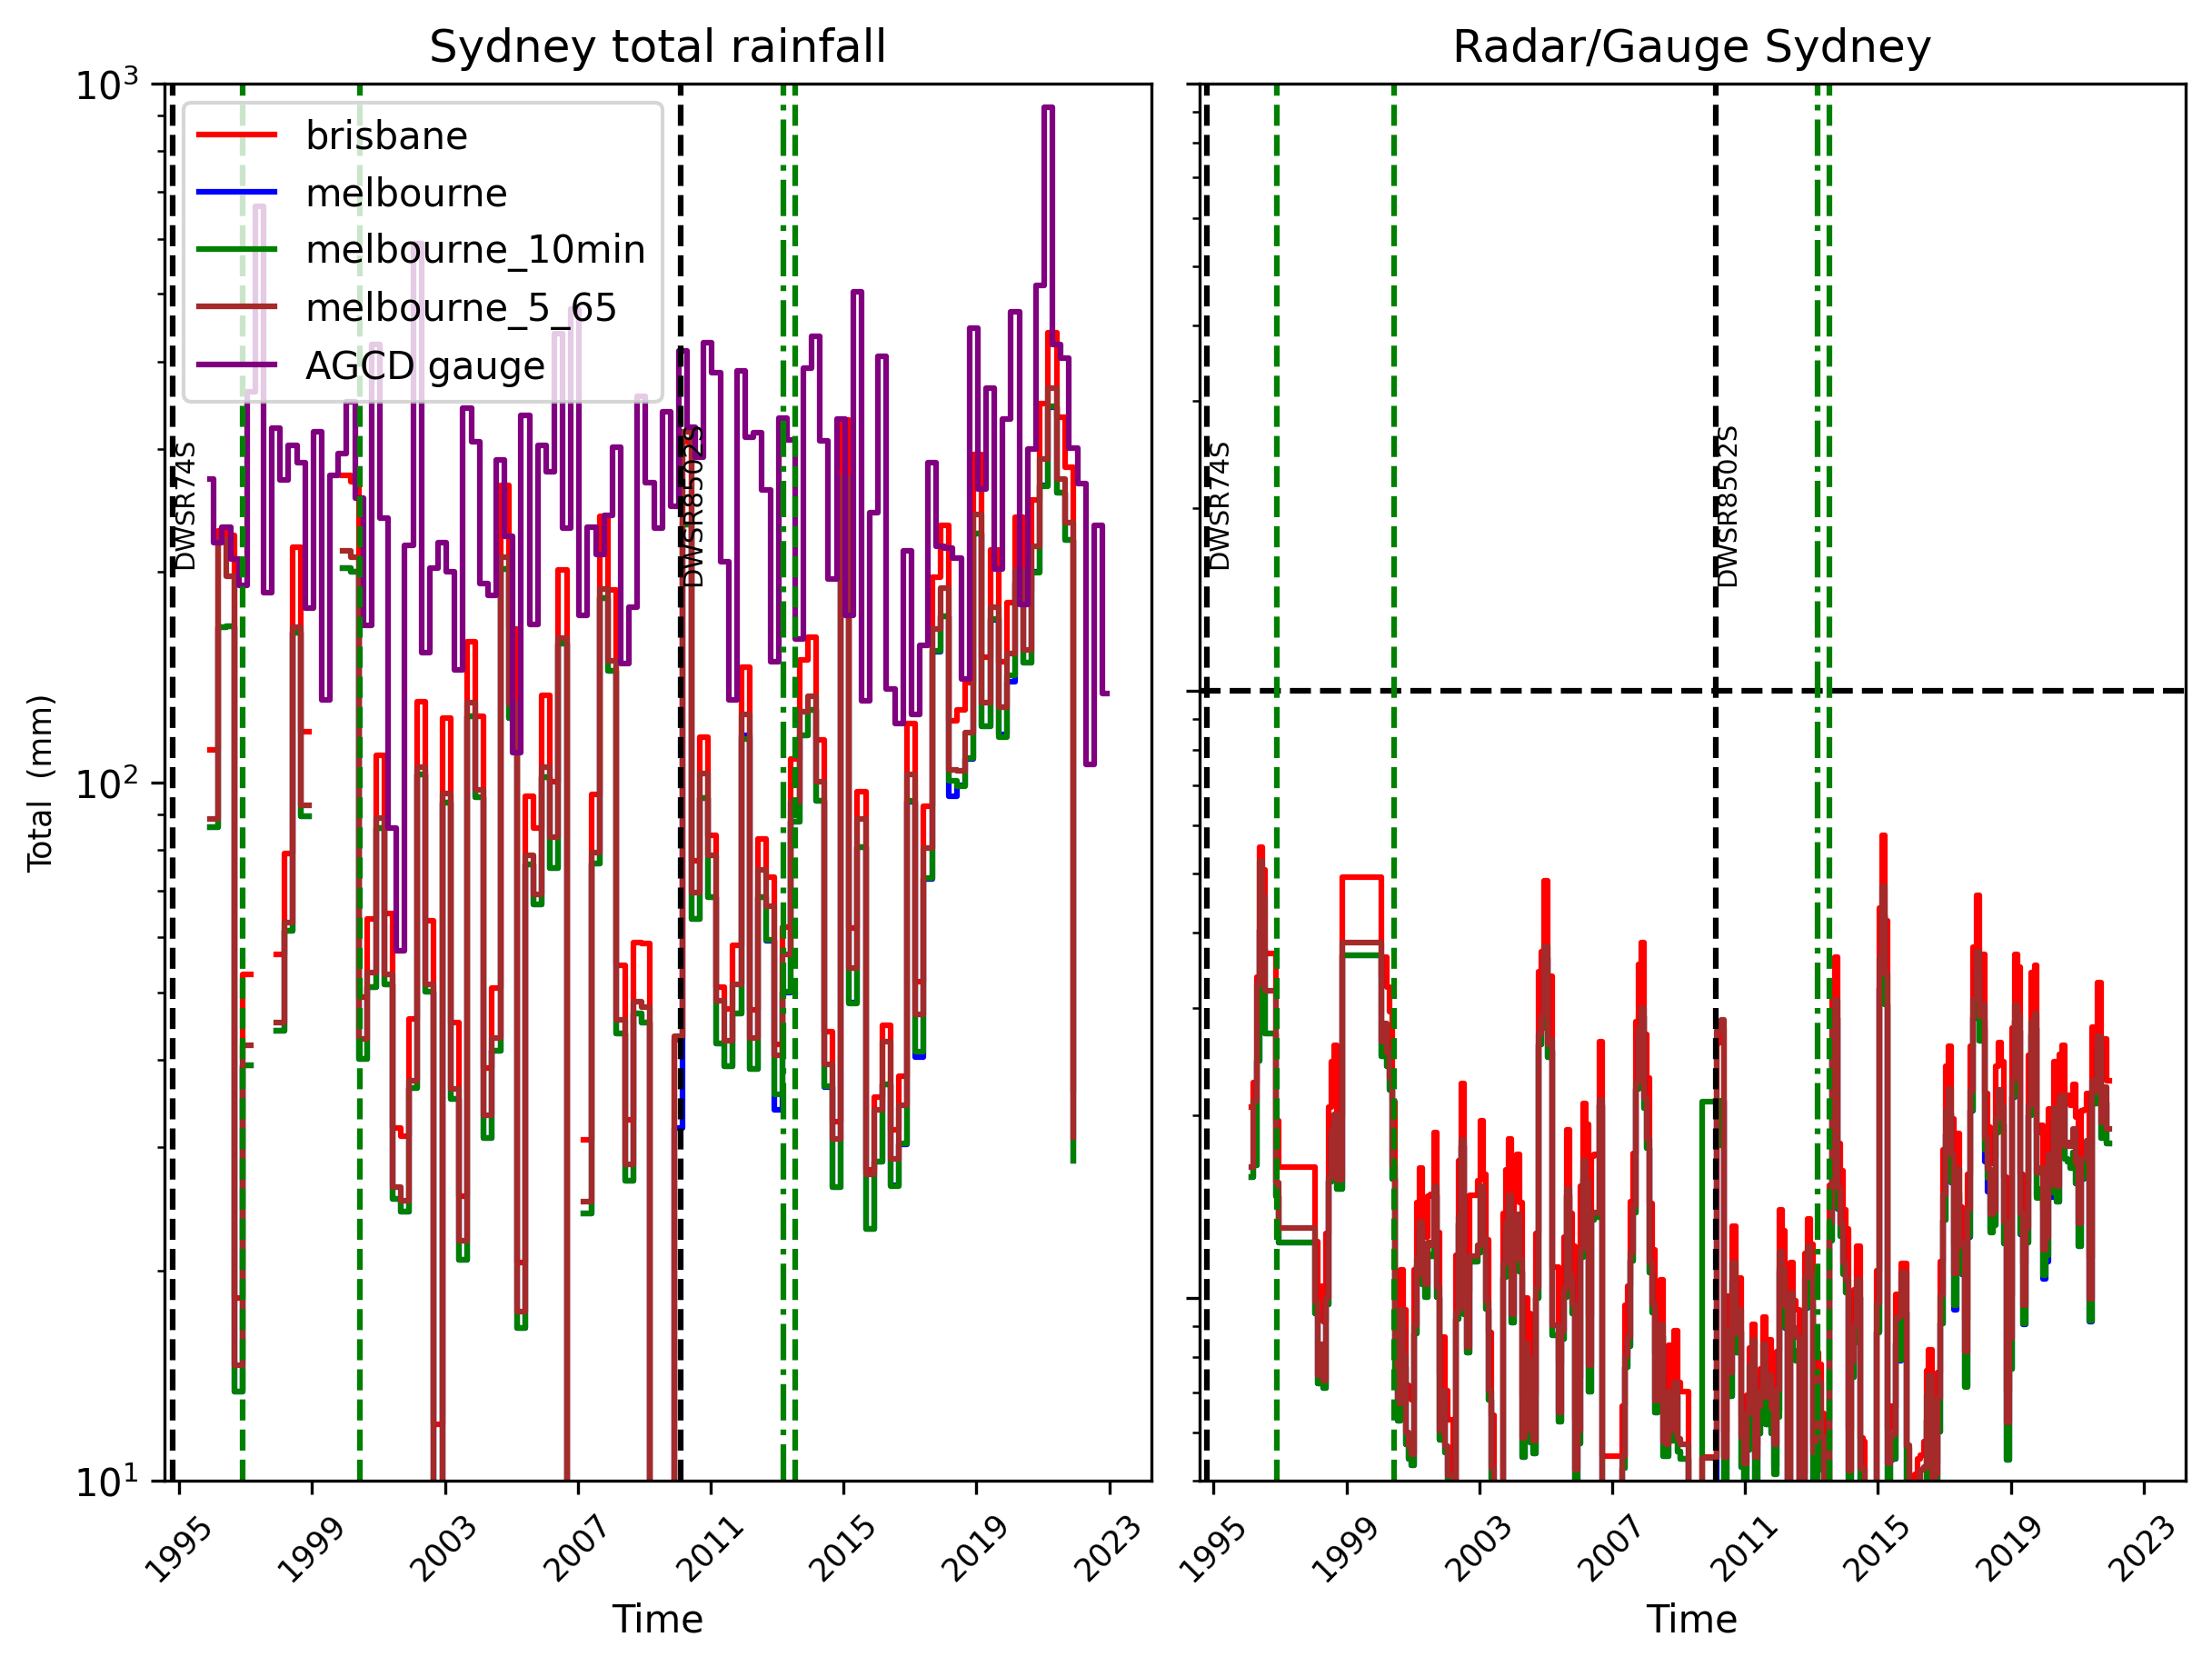 Sydney total rainfall
Radar/Gauge Sydney
10³
brisbane
melbourne
melbourne_10min
melbourne_5_65
AGCD gauge
DWSR74S
DWSR8502S
DWSR74S
DWSR8502S
Total (mm)
10²
10¹
1995
1999
2003
2007
2011
2015
2019
2023
1995
1999
2003
2007
2011
2015
2019
2023
Time
Time